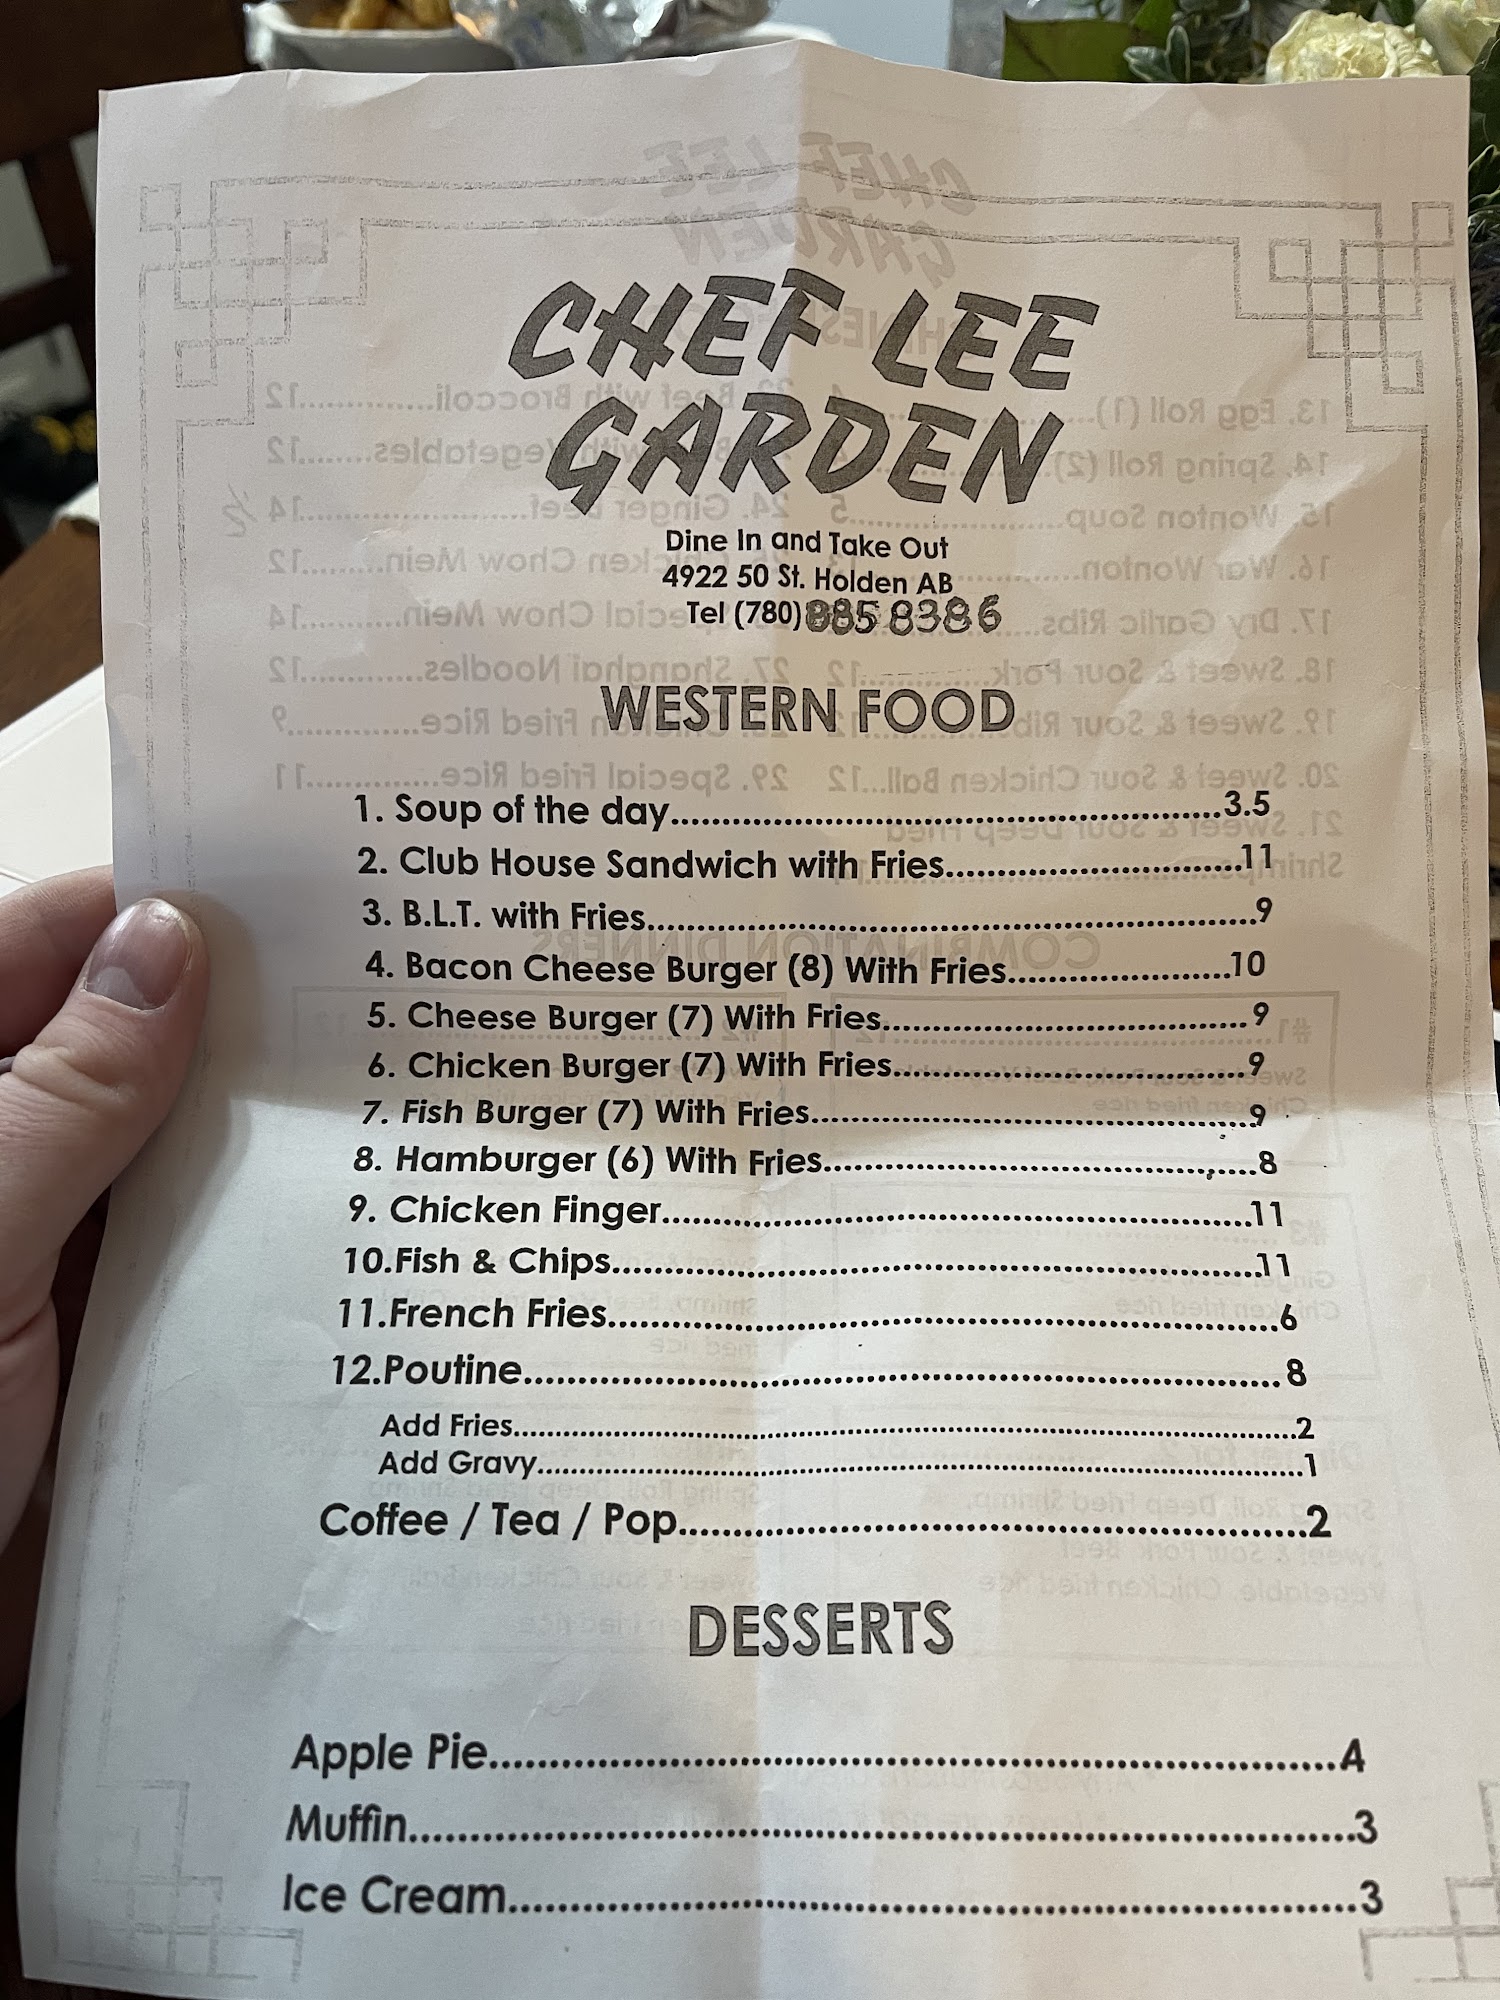 CHEF LEE
GARDEN
Dine In and Take Out
4922 50 St. Holden AB
Tel (780) 885 8386
WESTERN FOOD
1. Soup of the day..........3.5
2. Club House Sandwich with Fries..........11
3. B.L.T. with Fries..........9
4. Bacon Cheese Burger (8) With Fries..........10
5. Cheese Burger (7) With Fries..........9
6. Chicken Burger (7) With Fries..........9
7. Fish Burger (7) With Fries..........9
8. Hamburger (6) With Fries..........8
9. Chicken Finger..........11
10.Fish & Chips..........11
11.French Fries..........6
12.Poutine..........8
Add Fries..........2
Add Gravy..........1
Coffee / Tea / Pop..........2
DESSERTS
Apple Pie..........4
Muffin..........3
Ice Cream..........3